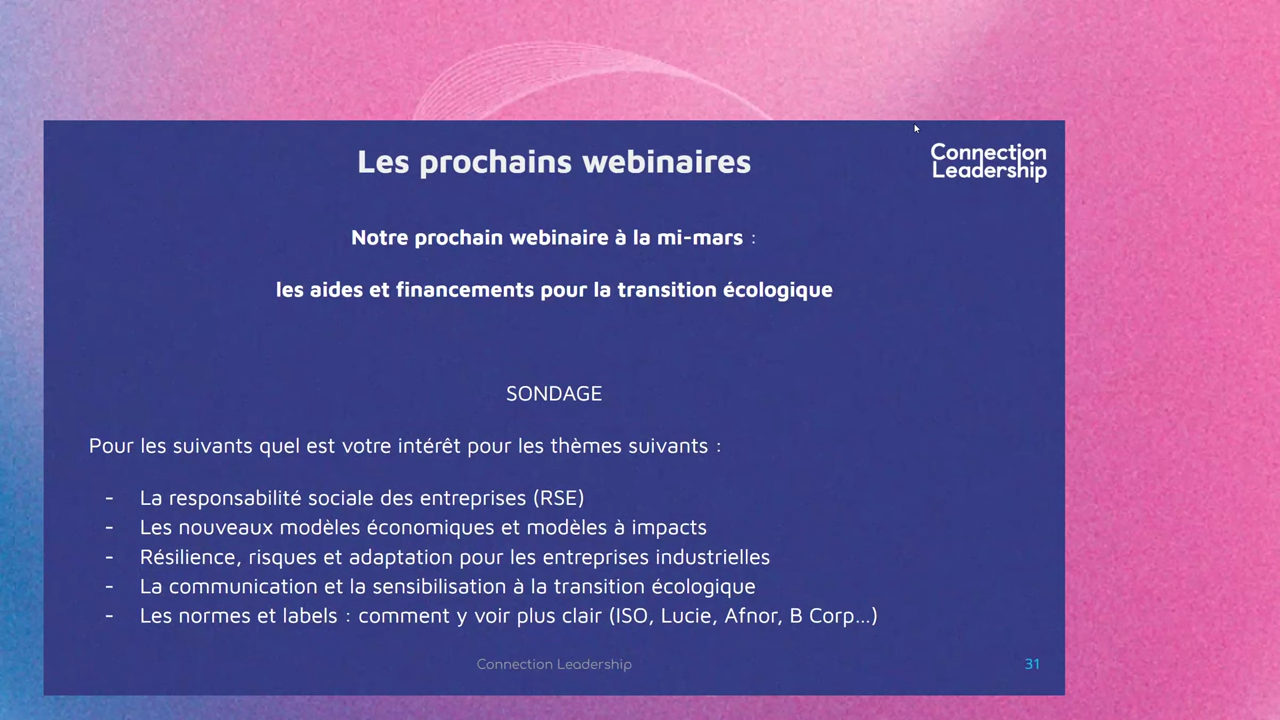 Les prochains webinaires
Connection
Leadership
Notre prochain webinaire à la mi-mars :
les aides et financements pour la transition écologique
SONDAGE
Pour les suivants quel est votre intérêt pour les thèmes suivants :
- La responsabilité sociale des entreprises (RSE)
- Les nouveaux modèles économiques et modèles à impacts
- Résilience, risques et adaptation pour les entreprises industrielles
- La communication et la sensibilisation à la transition écologique
- Les normes et labels : comment y voir plus clair (ISO, Lucie, Afnor, B Corp...)
Connection Leadership
31